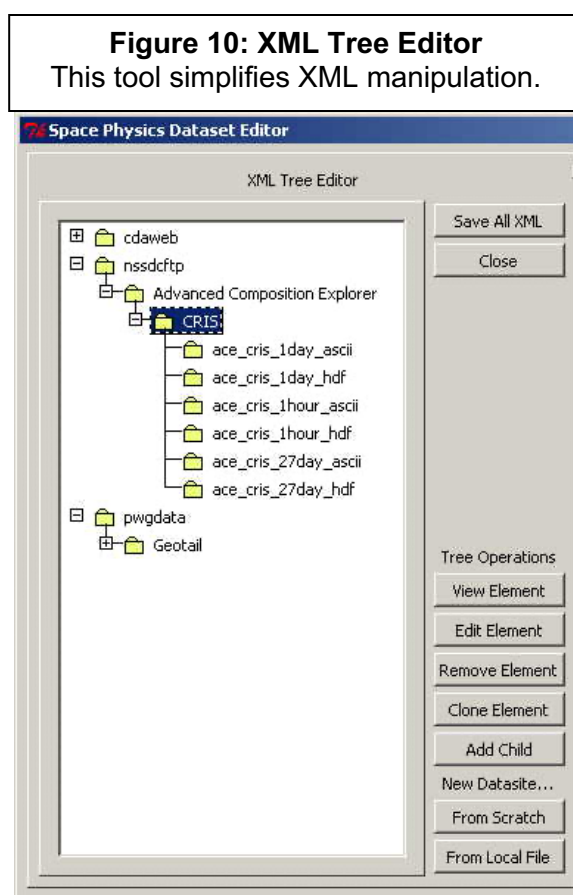 Figure 10: XML Tree Editor
This tool simplifies XML manipulation.
Space Physics Dataset Editor
XML Tree Editor
cdaweb
nssdcftp
Advanced Composition Explorer
CRIS
ace_cris_1day_ascii
ace_cris_1day_hdf
ace_cris_1hour_ascii
ace_cris_1hour_hdf
ace_cris_27day_ascii
ace_cris_27day_hdf
pwgdata
Geotail
Save All XML
Close
Tree Operations
View Element
Edit Element
Remove Element
Clone Element
Add Child
New Datasite...
From Scratch
From Local File